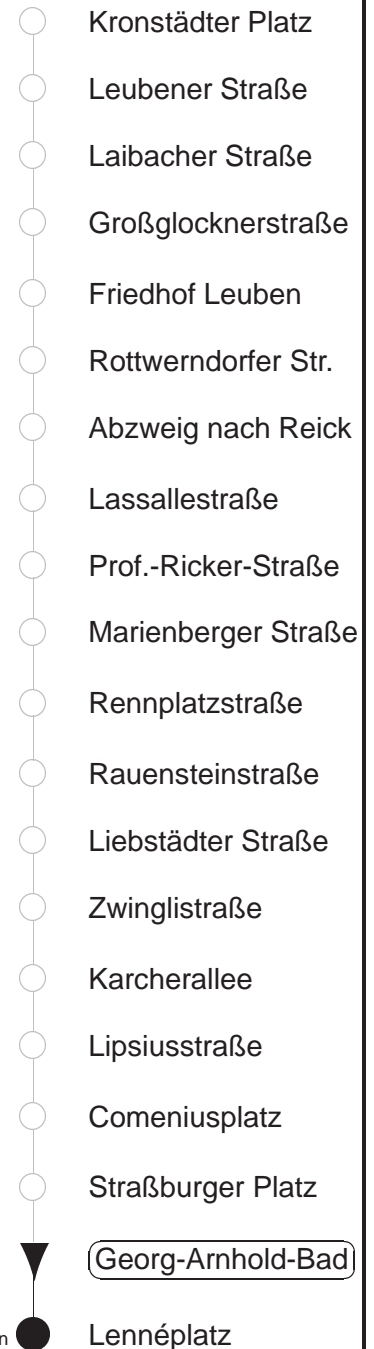 Kronstädter Platz
Leubener Straße
Laibacher Straße
Großglocknerstraße
Friedhof Leuben
Rottwerndorfer Str.
Abzweig nach Reick
Lassallestraße
Prof.-Ricker-Straße
Marienberger Straße
Rennplatzstraße
Rauensteinstraße
Liebstädter Straße
Zwinglistraße
Karcherallee
Lipsiusstraße
Comeniusplatz
Straßburger Platz
Georg-Arnhold-Bad
Lennéplatz